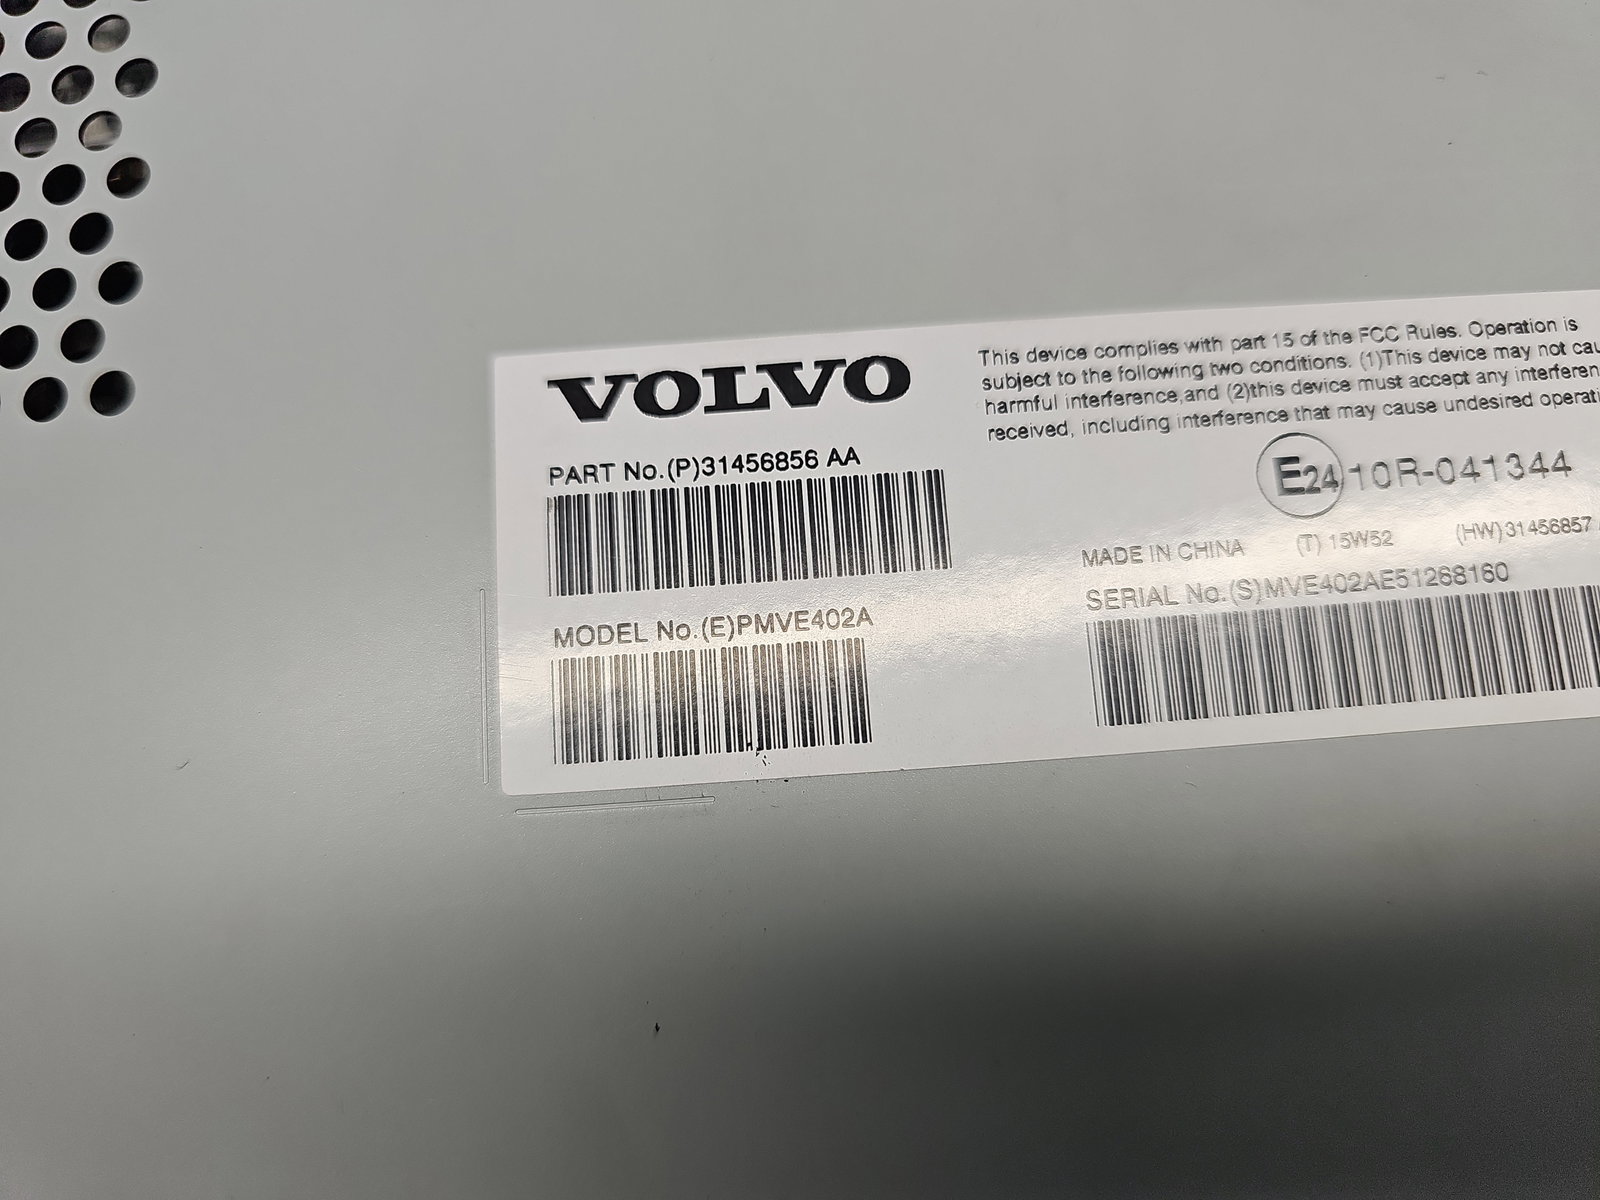 VOLVO
PART No.(P)31456856 AA
MODEL No.(E)PMVE402A
This device complies with part 15 of the FCC Rules. Operation is
subject to the following two conditions. (1)This device may not cau
harmful interference,and (2)this device must accept any interferen
received, including interference that may cause undesired operati
E24 10R-041344
MADE IN CHINA (T) 15W52 (HW)31456857
SERIAL No.(S)MVE402AE51268160